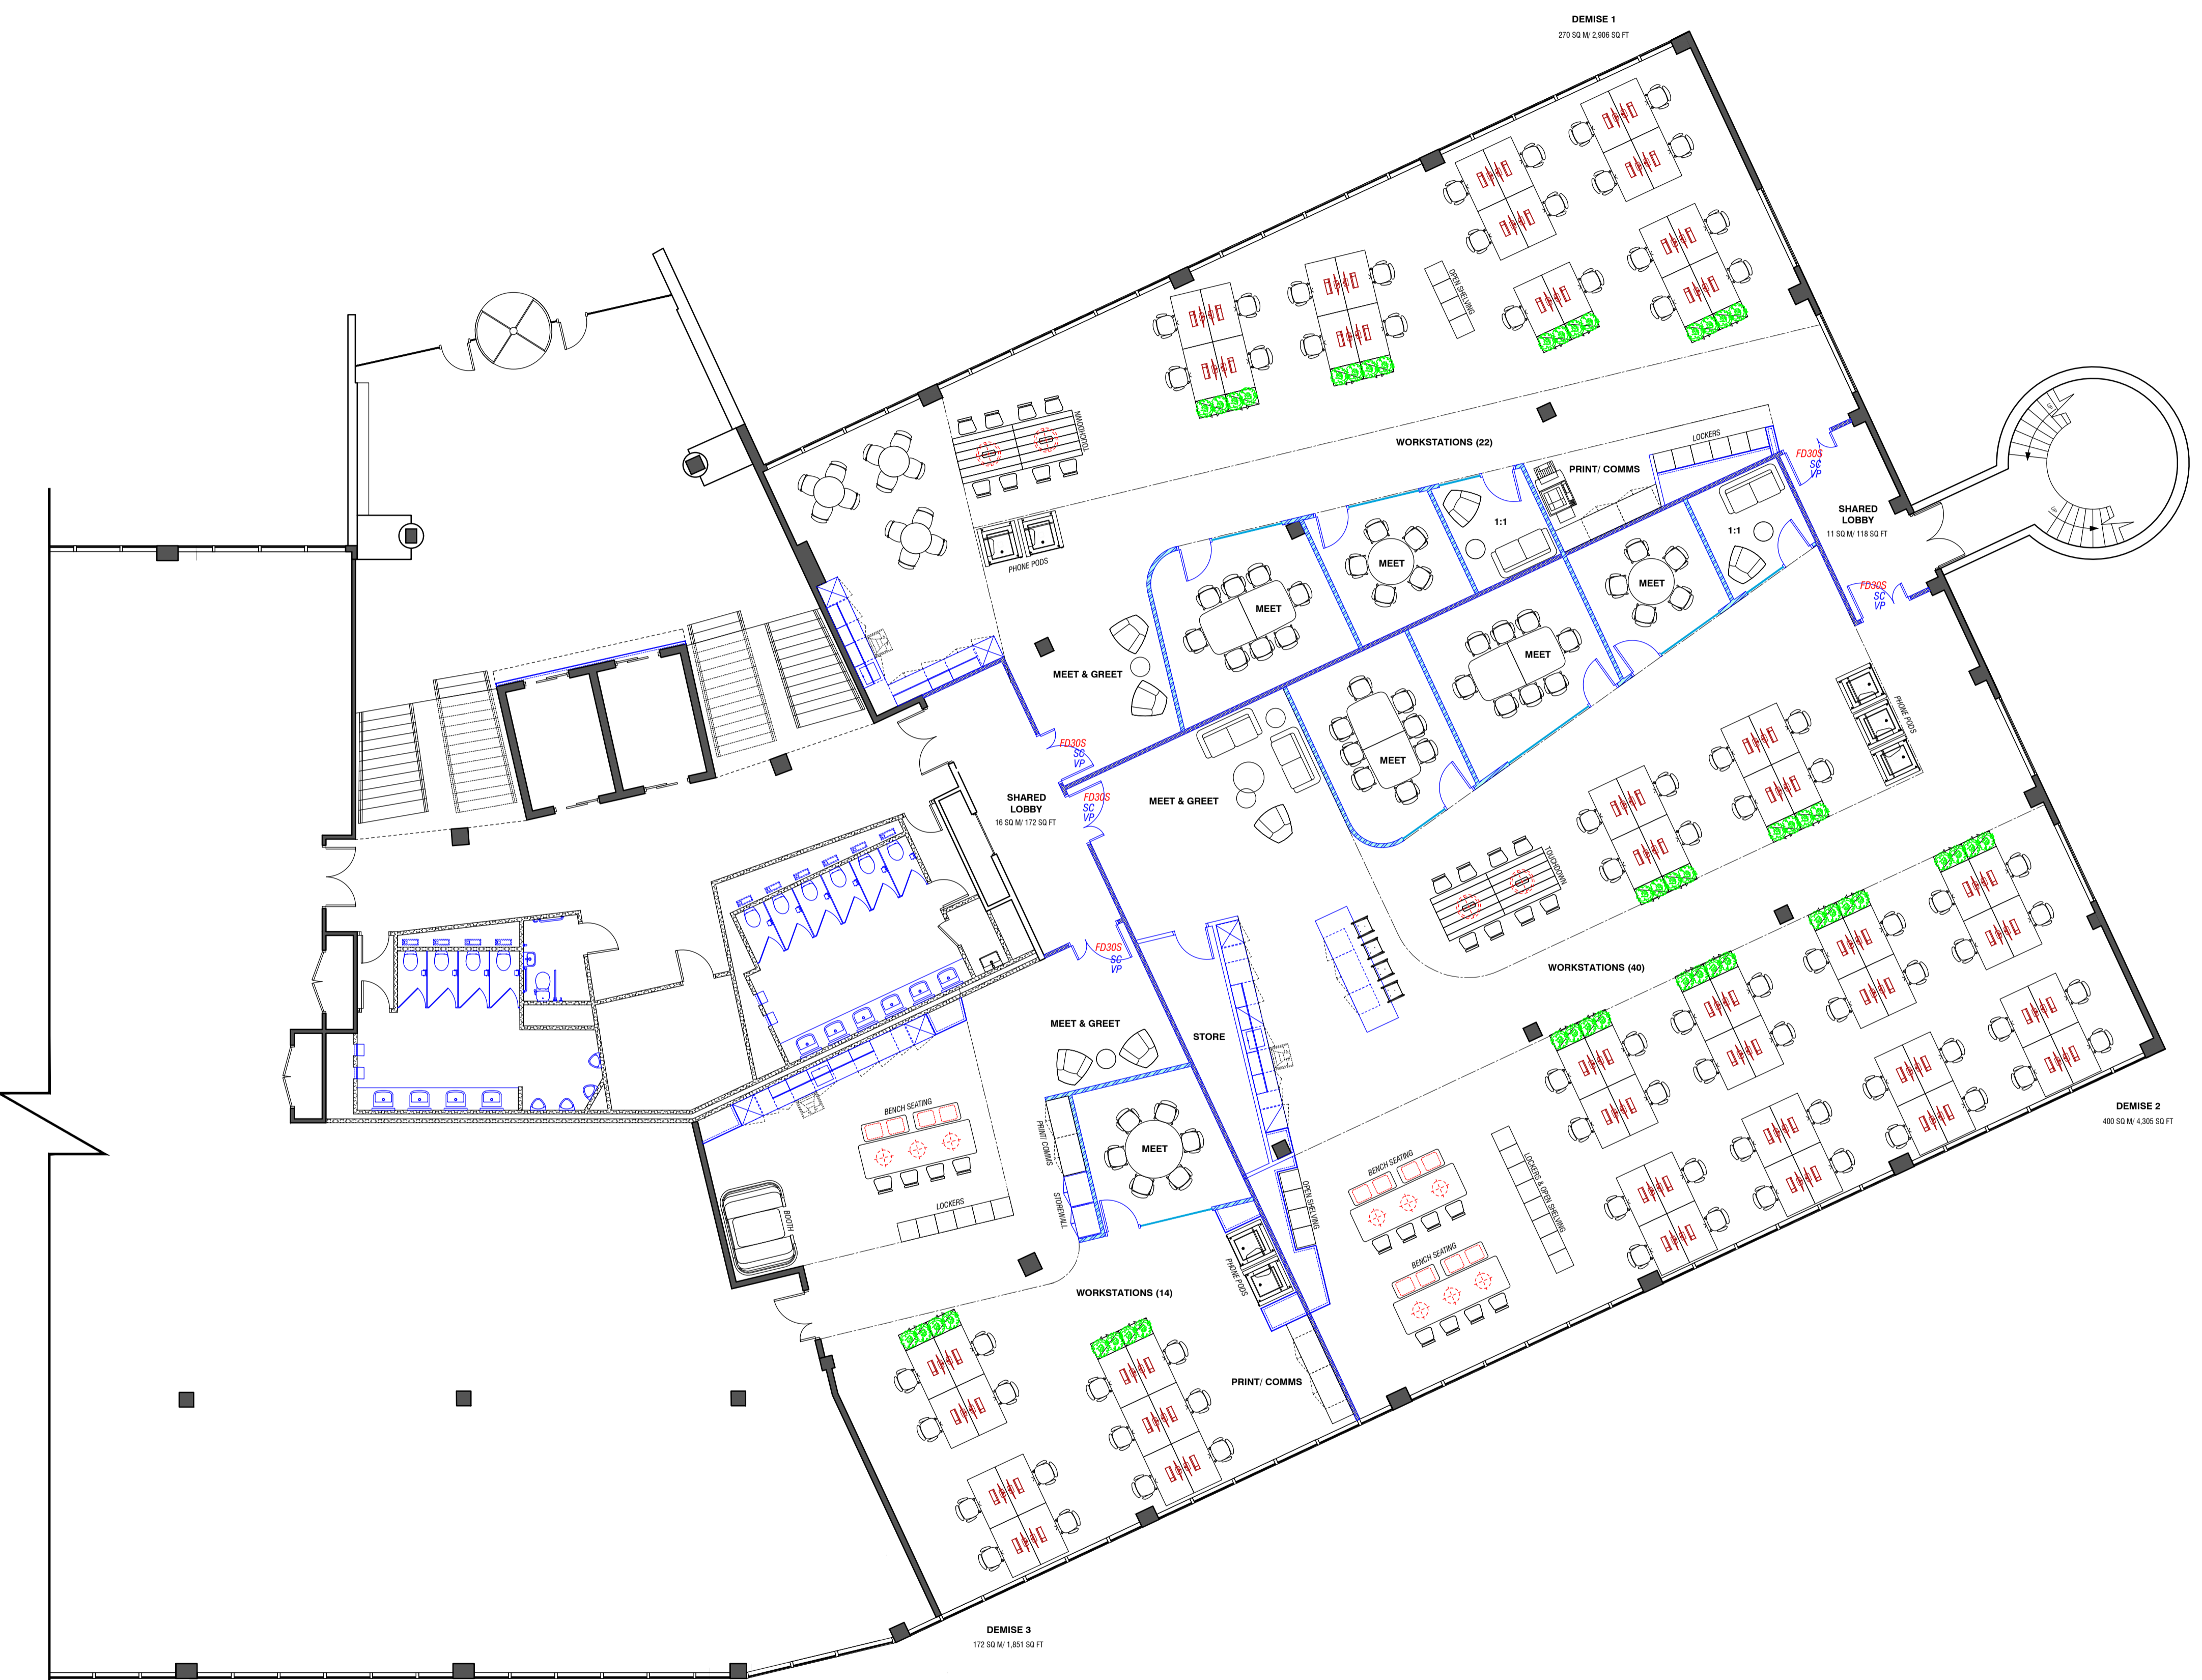 DEMISE 1
270 SQ M/ 2,906 SQ FT
OPEN SHELVING
TOUCHDOWN
WORKSTATIONS (22)
LOCKERS
PRINT/ COMMS
FD30S
SC
VP
SHARED
LOBBY
11 SQ M/ 118 SQ FT
UP
UP
1:1
1:1
PHONE PODS
MEET
MEET
MEET
MEET
MEET
FD30S
SC
VP
MEET & GREET
PHONE PODS
FD30S
SC
VP
SHARED
LOBBY
16 SQ M/ 172 SQ FT
FD30S
SC
VP
MEET & GREET
TOUCHDOWN
FD30S
SC
VP
WORKSTATIONS (40)
MEET & GREET
STORE
BENCH SEATING
PRINT/ COMMS
MEET
DEMISE 2
400 SQ M/ 4,305 SQ FT
BENCH SEATING
LOCKERS & OPEN SHELVING
STOREWALL
LOCKERS
BOOTH
OPEN SHELVING
BENCH SEATING
PHONE PODS
WORKSTATIONS (14)
PRINT/ COMMS
DEMISE 3
172 SQ M/ 1,851 SQ FT